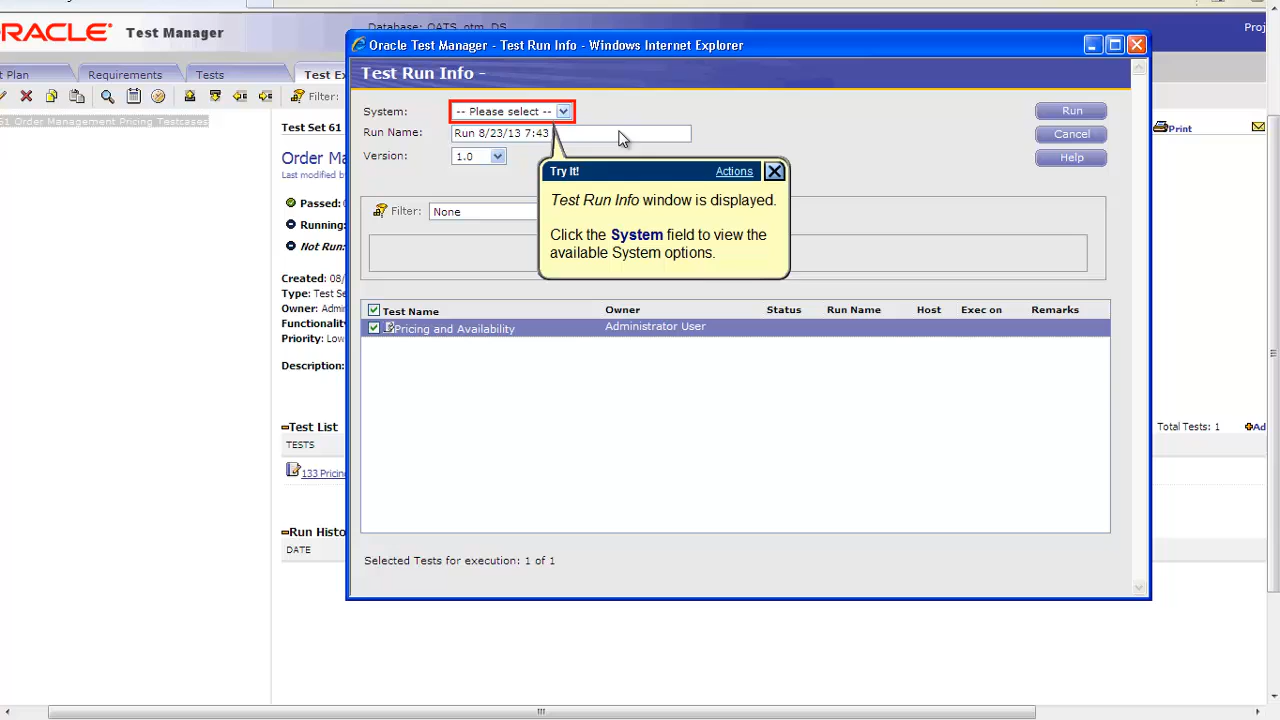 Database: OATS_otm_DS
ORACLE Test Manager
Proj
t Plan
equirements
Tests
Test Ex
Filter:
61 Order Management Pricing Testcases
Test Set 61
Print
Order Ma
Last modified b
Passed:
Running:
Not Run:
Created: 08/
Type: Test Se
Owner: Admi
Functionality
Priority: Low
Description:
Test List
Total Tests: 1
Ad
TESTS
133 Pricin
Run Histo
DATE
Oracle Test Manager - Test Run Info - Windows Internet Explorer
Test Run Info -
System: -- Please select --
Run
Run Name: Run 8/23/13 7:43
Cancel
Version: 1.0
Help
Try It! Actions
Test Run Info window is displayed.
Click the System field to view the
available System options.
Filter: None
Test Name Owner Status Run Name Host Exec on Remarks
Pricing and Availability Administrator User
Selected Tests for execution: 1 of 1